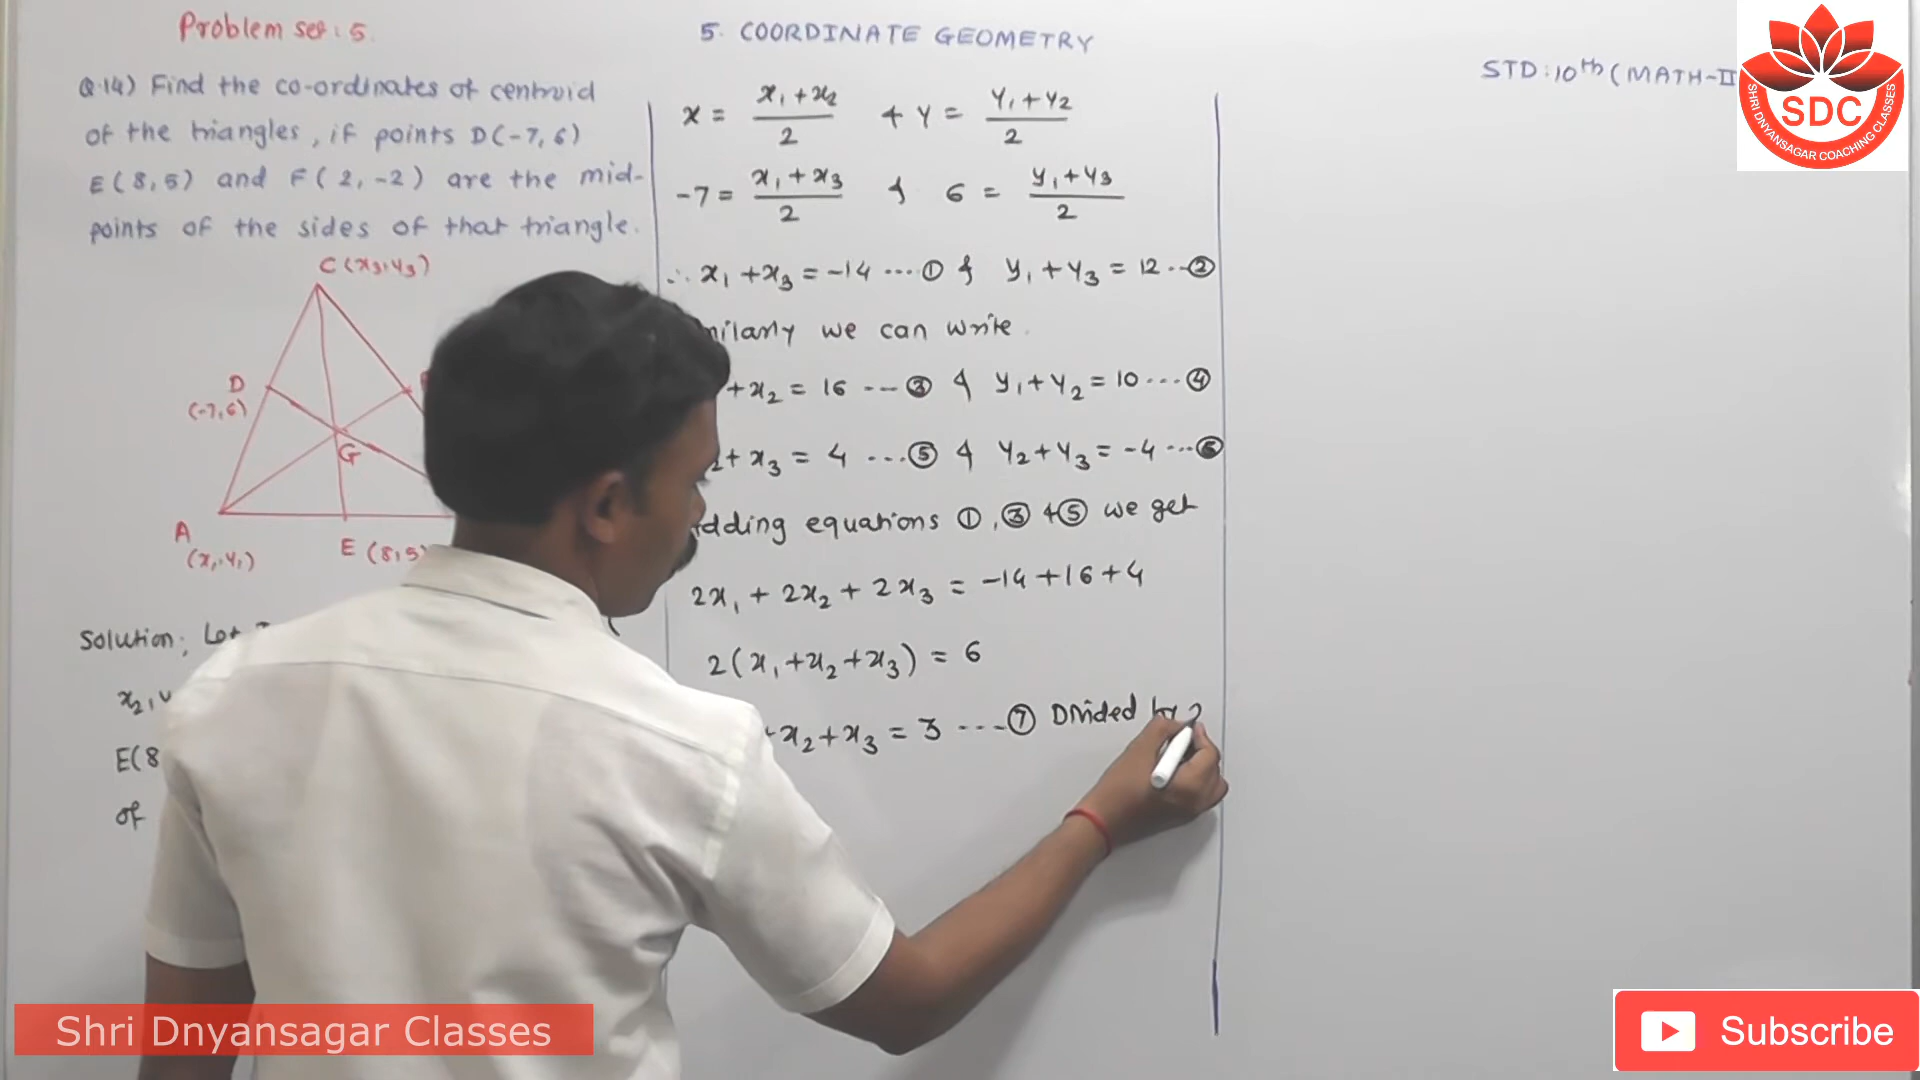 Problem set: 5.
5. COORDINATE GEOMETRY
STD: 10th (MATH-II
SDC
SHRI DNYANSAGAR COACHING CLASSES
Q.14) Find the co-ordinates of centroid
of the triangles, if points D(-7,6)
E(8,5) and F(2,-2) are the mid-
points of the sides of that triangle.
C(x3,y3)
D
(-7,6)
G
A
(x1,y1)
E (8,5)
Solution: Let
x2,
E(8
of
x = x1+x2/2 & y = y1+y2/2
-7 = x1+x3/2 & 6 = y1+y3/2
∴ x1+x3 = -14 ....① & y1+y3 = 12 ..②
we can write.
+x2 = 16 ---③ & y1+y2 = 10 ....④
+x3 = 4 ....⑤ & y2+y3 = -4 ...⑥
equations ①,③ &⑤ we get
2x1 + 2x2 + 2x3 = -14+16+4
2(x1+x2+x3) = 6
+x2+x3 = 3 ----⑦ Divided by 2
Shri Dnyansagar Classes
Subscribe